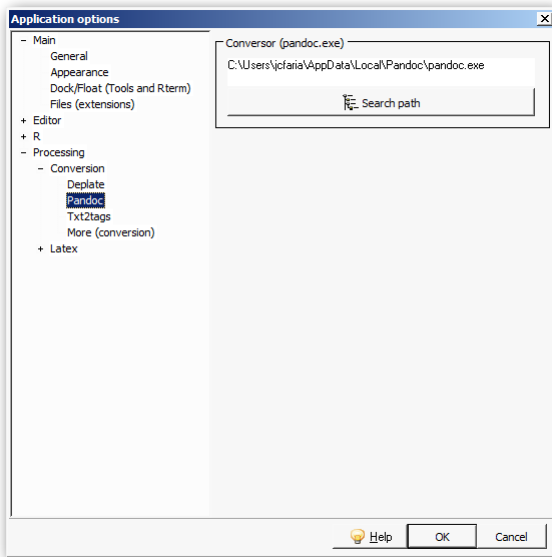 Application options
Main
General
Appearance
Dock/Float (Tools and Rterm)
Files (extensions)
Editor
R
Processing
Conversion
Deplate
Pandoc
Txt2tags
More (conversion)
Latex
Conversor (pandoc.exe)
C:\Users\jcfaria\AppData\Local\Pandoc\pandoc.exe
Search path
Help OK Cancel